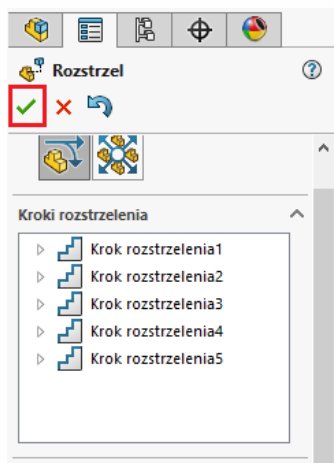 Rozstrzel
Kroki rozstrzelenia
Krok rozstrzelenia1
Krok rozstrzelenia2
Krok rozstrzelenia3
Krok rozstrzelenia4
Krok rozstrzelenia5